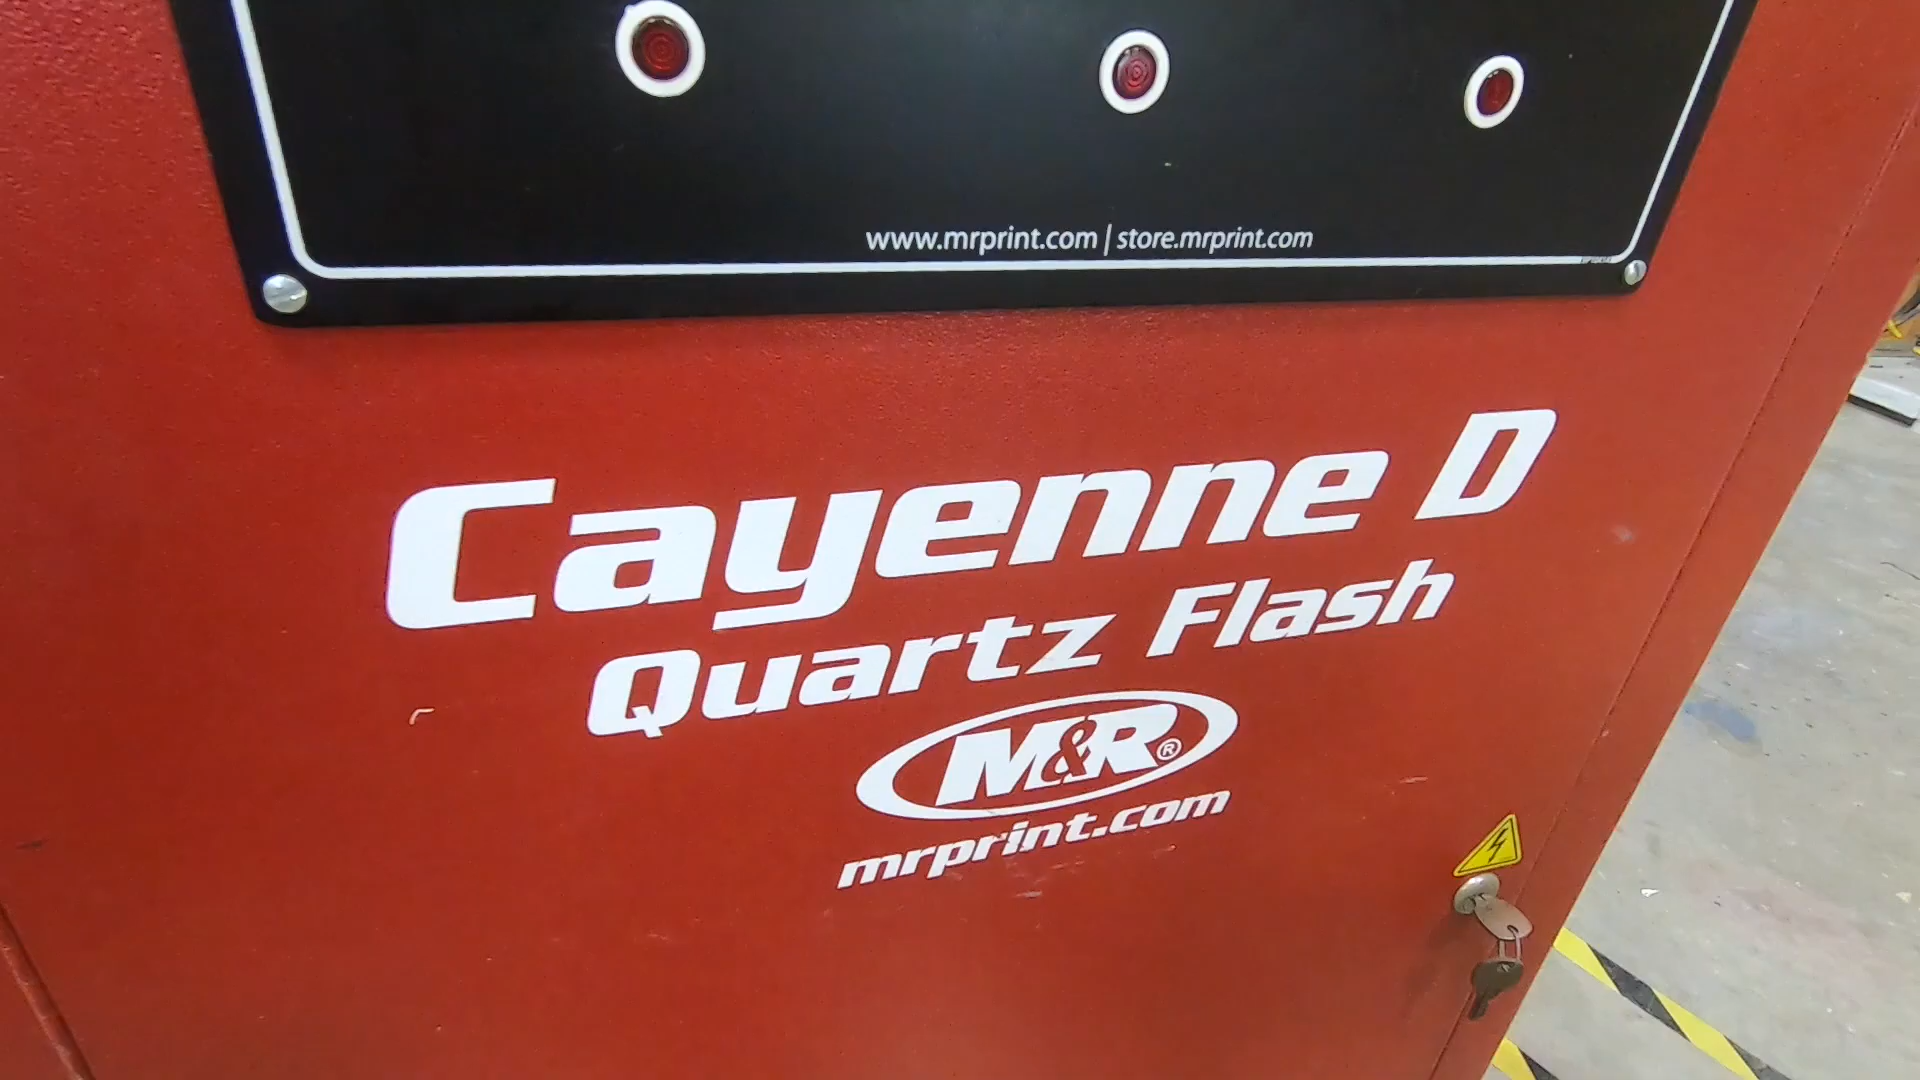 www.mrprint.com | store.mrprint.com
Cayenne D
Quartz Flash
M&R®
mrprint.com